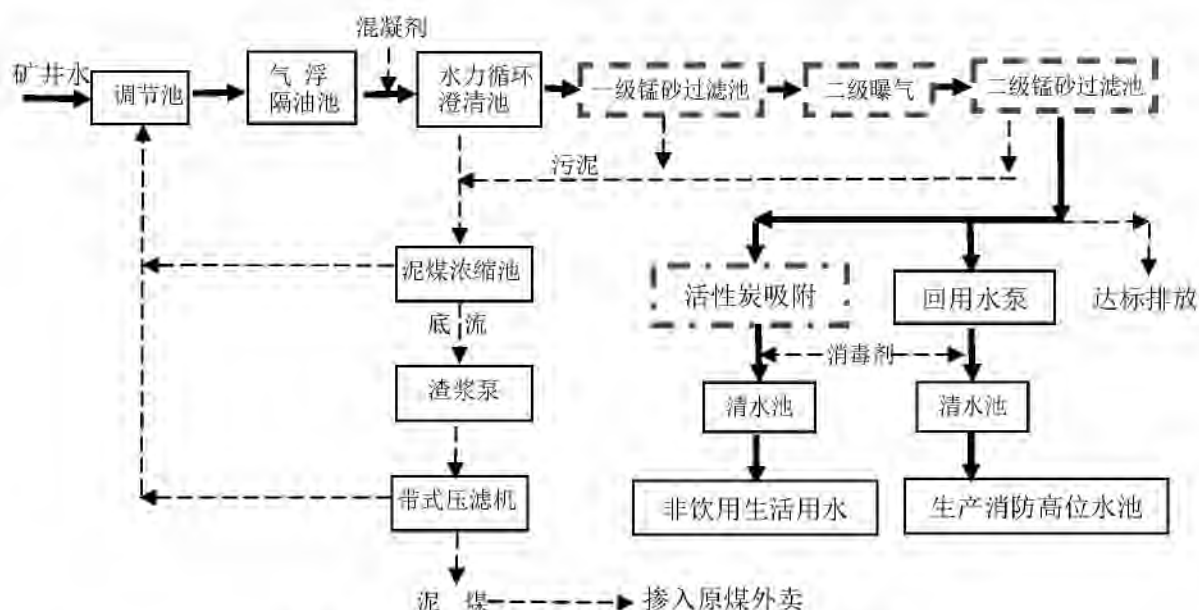 混凝剂
矿井水
调节池
气 浮
隔油池
水力循环
澄清池
一级锰砂过滤池
二级曝气
二级锰砂过滤池
污泥
泥煤浓缩池
活性炭吸附
回用水泵
达标排放
底 流
消毒剂
渣浆泵
清水池
清水池
带式压滤机
非饮用生活用水
生产消防高位水池
泥 煤
掺入原煤外卖